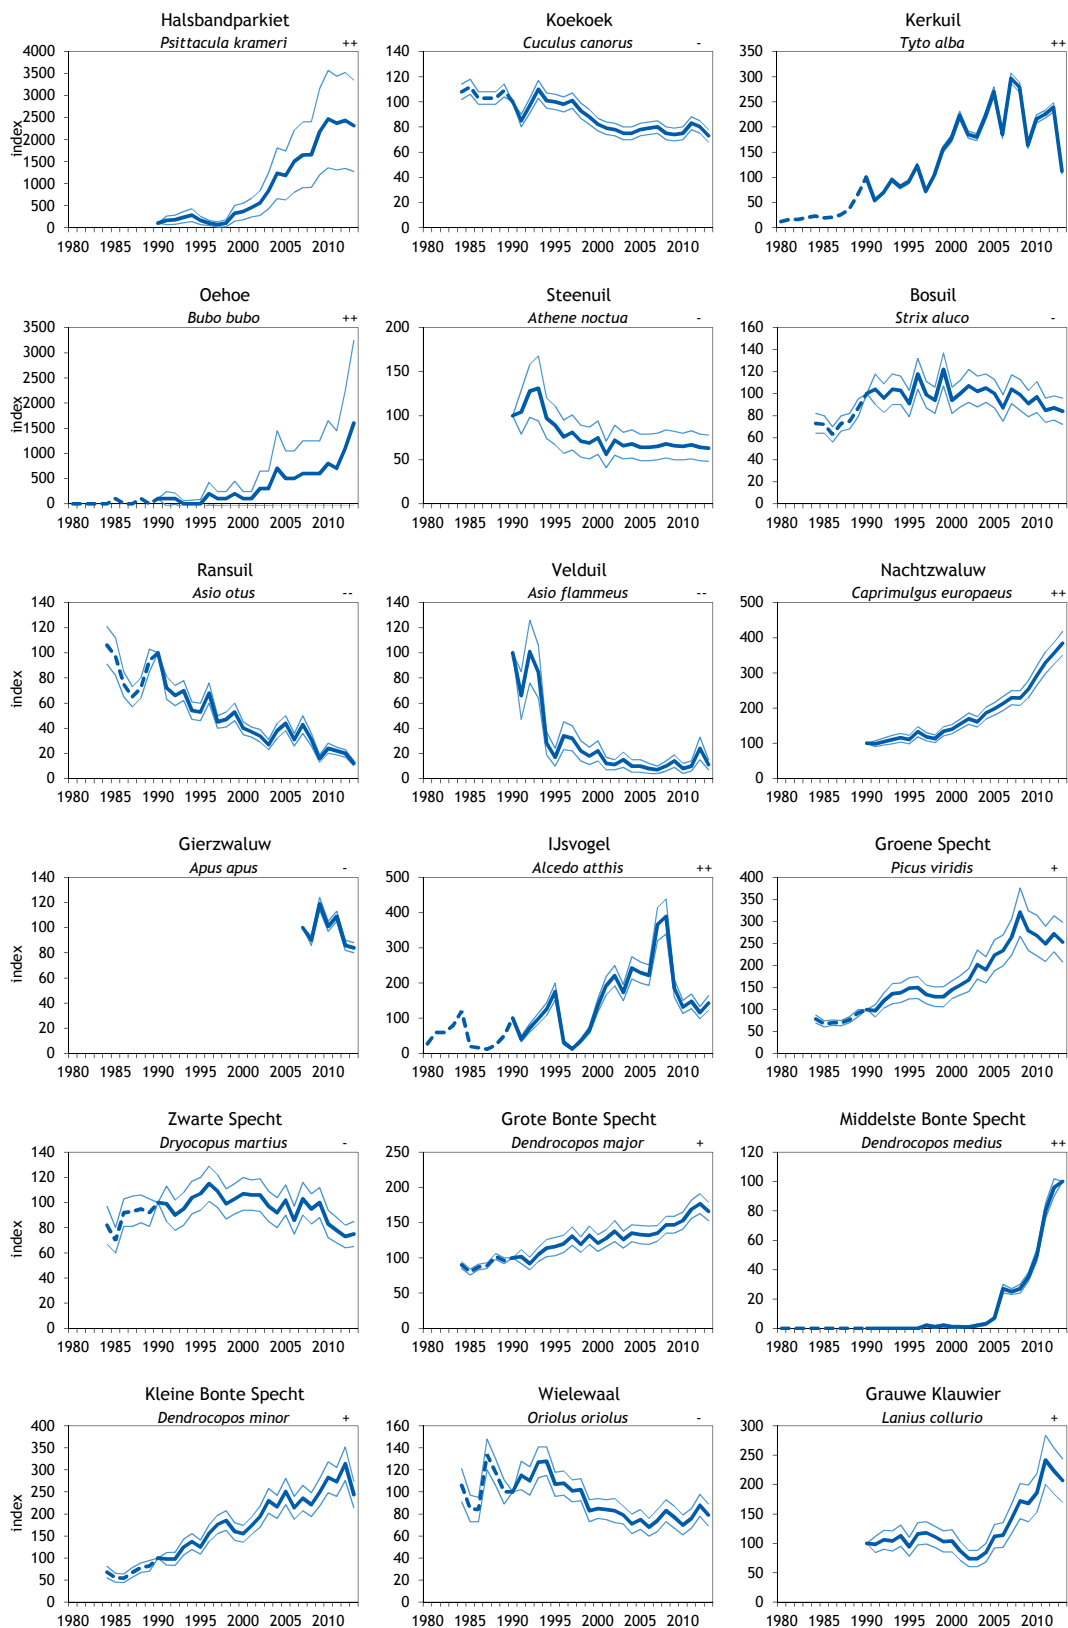 Halsbandparkiet Koekoek Kerkuil
Psittacula krameri ++ Cuculus canorus - Tyto alba ++
4000 140 350
3500 120 300
3000 100 250
2500 80 200
2000 60 150
1500 40 100
1000 20 50
500 0 0
0
index
1980 1985 1990 1995 2000 2005 2010 1980 1985 1990 1995 2000 2005 2010 1980 1985 1990 1995 2000 2005 2010
Oehoe Steenuil Bosuil
Bubo bubo ++ Athene noctua - Strix aluco -
3500 200 160
3000 150 140
2500 100 120
2000 50 100
1500 0 80
1000 60
500 40
0 20
0
index
1980 1985 1990 1995 2000 2005 2010 1980 1985 1990 1995 2000 2005 2010 1980 1985 1990 1995 2000 2005 2010
Ransuil Velduil Nachtzwaluw
Asio otus -- Asio flammeus -- Caprimulgus europaeus ++
140 140 500
120 120 400
100 100 300
80 80 200
60 60 100
40 40 0
20 20
0 0
index
1980 1985 1990 1995 2000 2005 2010 1980 1985 1990 1995 2000 2005 2010 1980 1985 1990 1995 2000 2005 2010
Gierzwaluw IJsvogel Groene Specht
Apus apus - Alcedo atthis ++ Picus viridis +
140 500 400
120 400 350
100 300 300
80 200 250
60 100 200
40 0 150
20 100
0 50
0
index
1980 1985 1990 1995 2000 2005 2010 1980 1985 1990 1995 2000 2005 2010 1980 1985 1990 1995 2000 2005 2010
Zwarte Specht Grote Bonte Specht Middelste Bonte Specht
Dryocopus martius - Dendrocopos major + Dendrocopos medius ++
140 250 120
120 200 100
100 150 80
80 100 60
60 50 40
40 0 20
20 0
0
index
1980 1985 1990 1995 2000 2005 2010 1980 1985 1990 1995 2000 2005 2010 1980 1985 1990 1995 2000 2005 2010
Kleine Bonte Specht Wielewaal Grauwe Klauwier
Dendrocopos minor + Oriolus oriolus - Lanius collurio +
400 160 300
350 140 250
300 120 200
250 100 150
200 80 100
150 60 50
100 40 0
50 20
0 0
index
1980 1985 1990 1995 2000 2005 2010 1980 1985 1990 1995 2000 2005 2010 1980 1985 1990 1995 2000 2005 2010